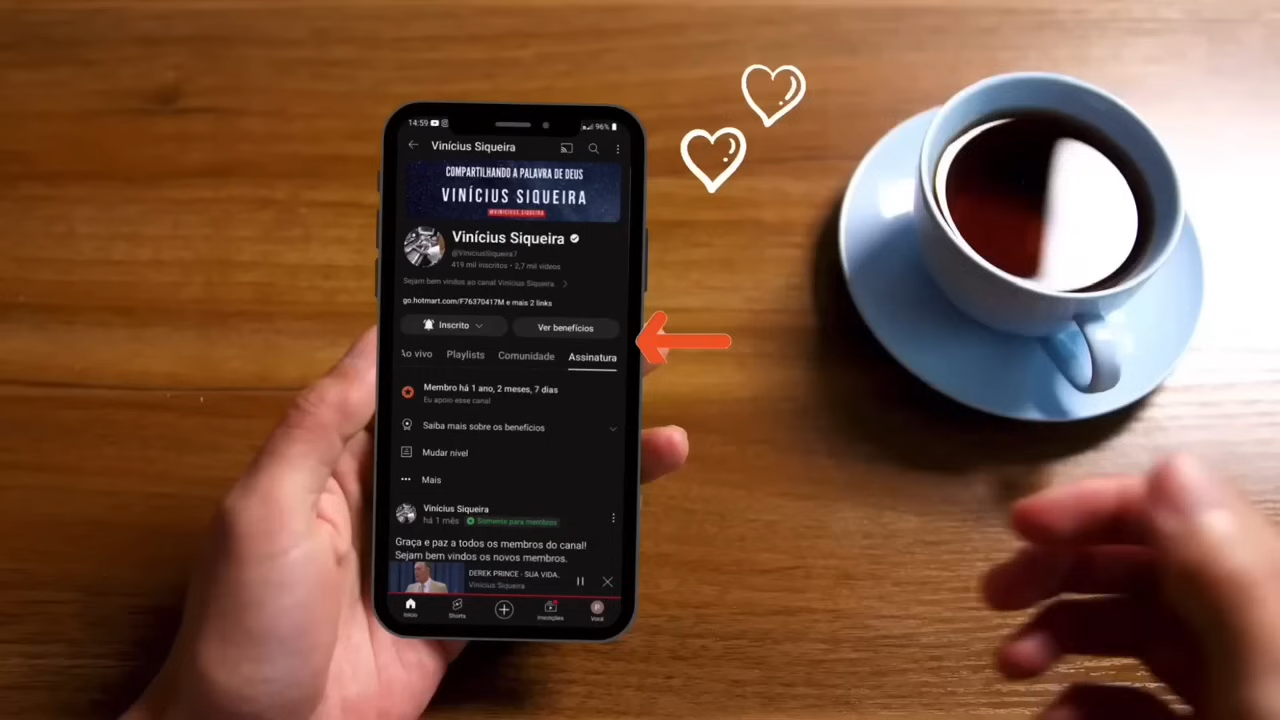 14:59
96%
Vinícius Siqueira
COMPARTILHANDO A PALAVRA DE DEUS
VINÍCIUS SIQUEIRA
Vinícius Siqueira
@ViniciusSiqueira7
419 mil inscritos • 2,7 mil vídeos
Sejam bem vindos ao canal Vinícius Siqueira.
go.hotmart.com/F76370417M e mais 2 links
Inscrito
Ver benefícios
Ao vivo Playlists Comunidade Assinatura
Membro há 1 ano, 2 meses, 7 dias
Eu apoio esse canal
Saiba mais sobre os benefícios
Mudar nível
Mais
Vinícius Siqueira
há 1 mês Somente para membros
Graça e paz a todos os membros do canal!
Sejam bem vindos os novos membros.
DEREK PRINCE - SUA VIDA.
Vinícius Siqueira
Início Shorts Inscrições P Você